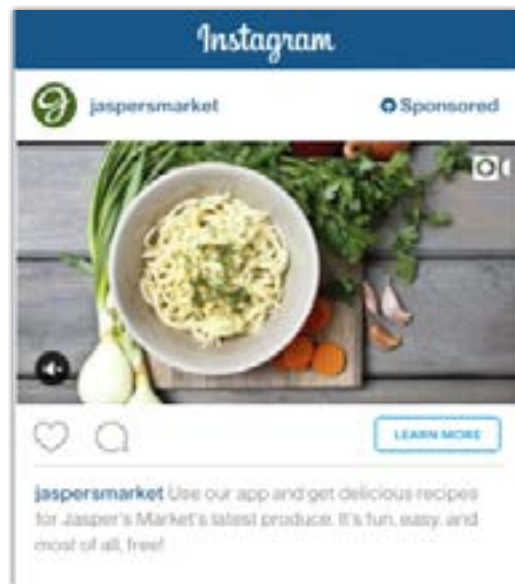 Instagram
jaspersmarket
Sponsored
LEARN MORE
jaspersmarket Use our app and get delicious recipes
for Jasper's Market's latest produce. It's fun, easy, and
most of all, free!